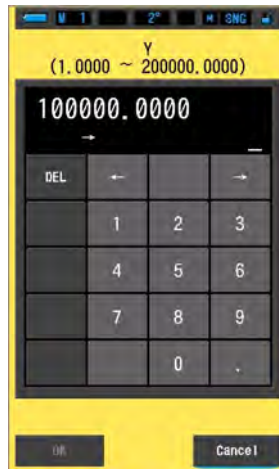 M 1 2° M SNG
Y
(1.0000 ~ 200000.0000)
100000.0000
→
DEL ← →
1 2 3
4 5 6
7 8 9
0 .
OK Cancel